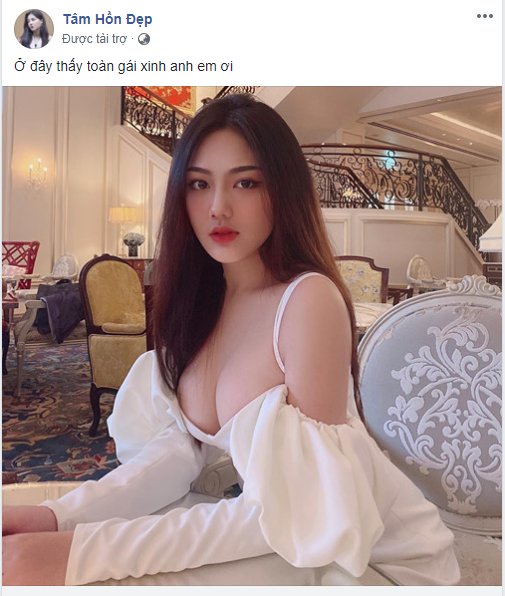 Tâm Hồn Đẹp
Được tài trợ ·
Ở đây thấy toàn gái xinh anh em ơi